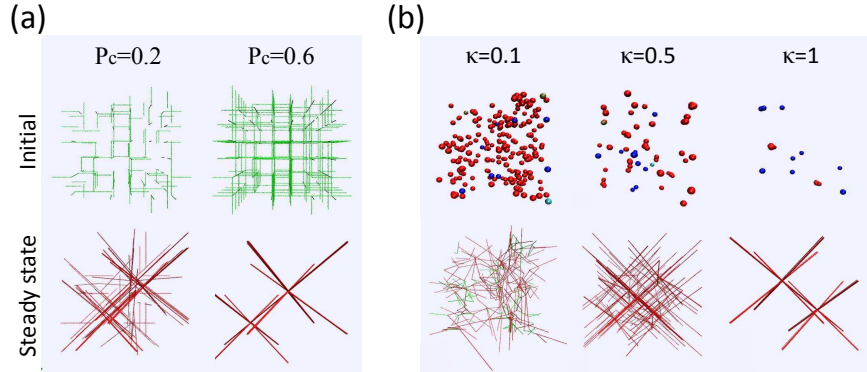 (a)
Pc=0.2 Pc=0.6
Initial
Steady state
(b)
κ=0.1 κ=0.5 κ=1